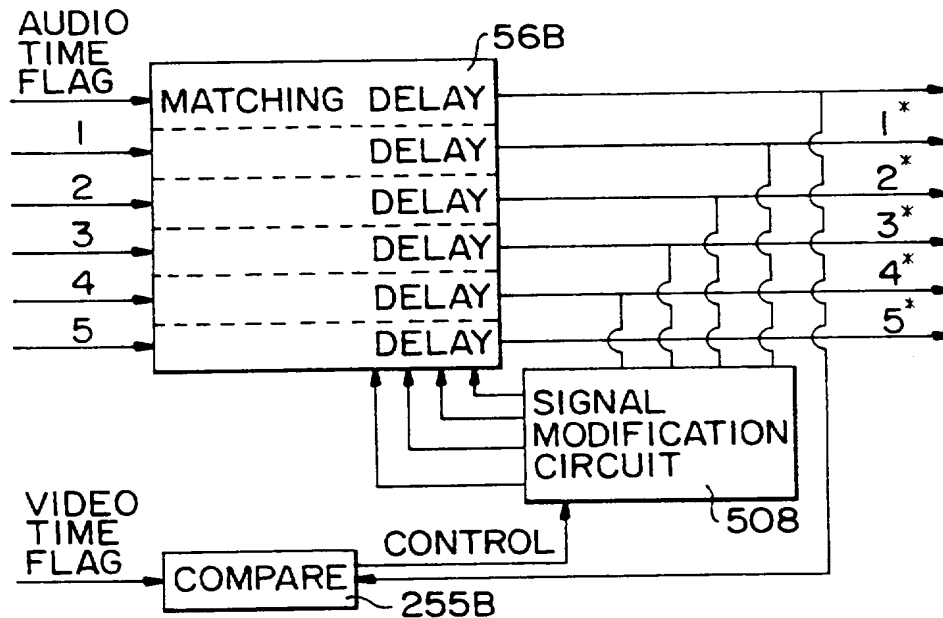 AUDIO
TIME
FLAG
56B
MATCHING DELAY
1
DELAY
1*
2
DELAY
2*
3
DELAY
3*
4
DELAY
4*
5
DELAY
5*
SIGNAL
MODIFICATION
CIRCUIT
508
VIDEO
TIME
FLAG
CONTROL
COMPARE
255B